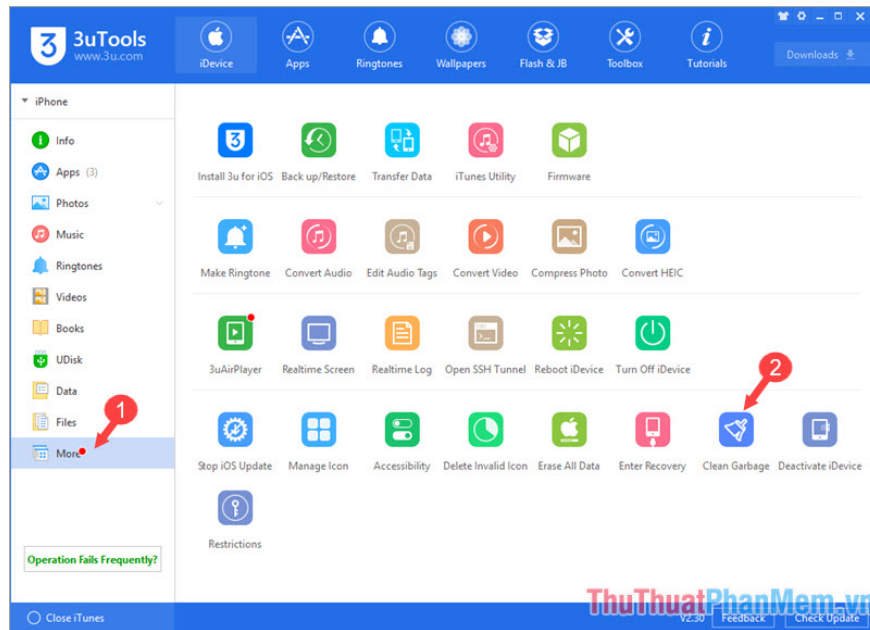 3
3uTools
www.3u.com
iDevice
Apps
Ringtones
Wallpapers
Flash & JB
Toolbox
Tutorials
Downloads
iPhone
Info
Apps (3)
Photos
Music
Ringtones
Videos
Books
UDisk
Data
Files
More
1
Operation Fails Frequently?
Install 3u for iOS Back up/Restore Transfer Data iTunes Utility Firmware
Make Ringtone Convert Audio Edit Audio Tags Convert Video Compress Photo Convert HEIC
3uAirPlayer Realtime Screen Realtime Log Open SSH Tunnel Reboot iDevice Turn Off iDevice
2
Stop iOS Update Manage Icon Accessibility Delete Invalid Icon Erase All Data Enter Recovery Clean Garbage Deactivate iDevice
Restrictions
ThuThuatPhanMem.vn
Close iTunes
V2.30 Feedback Check Update